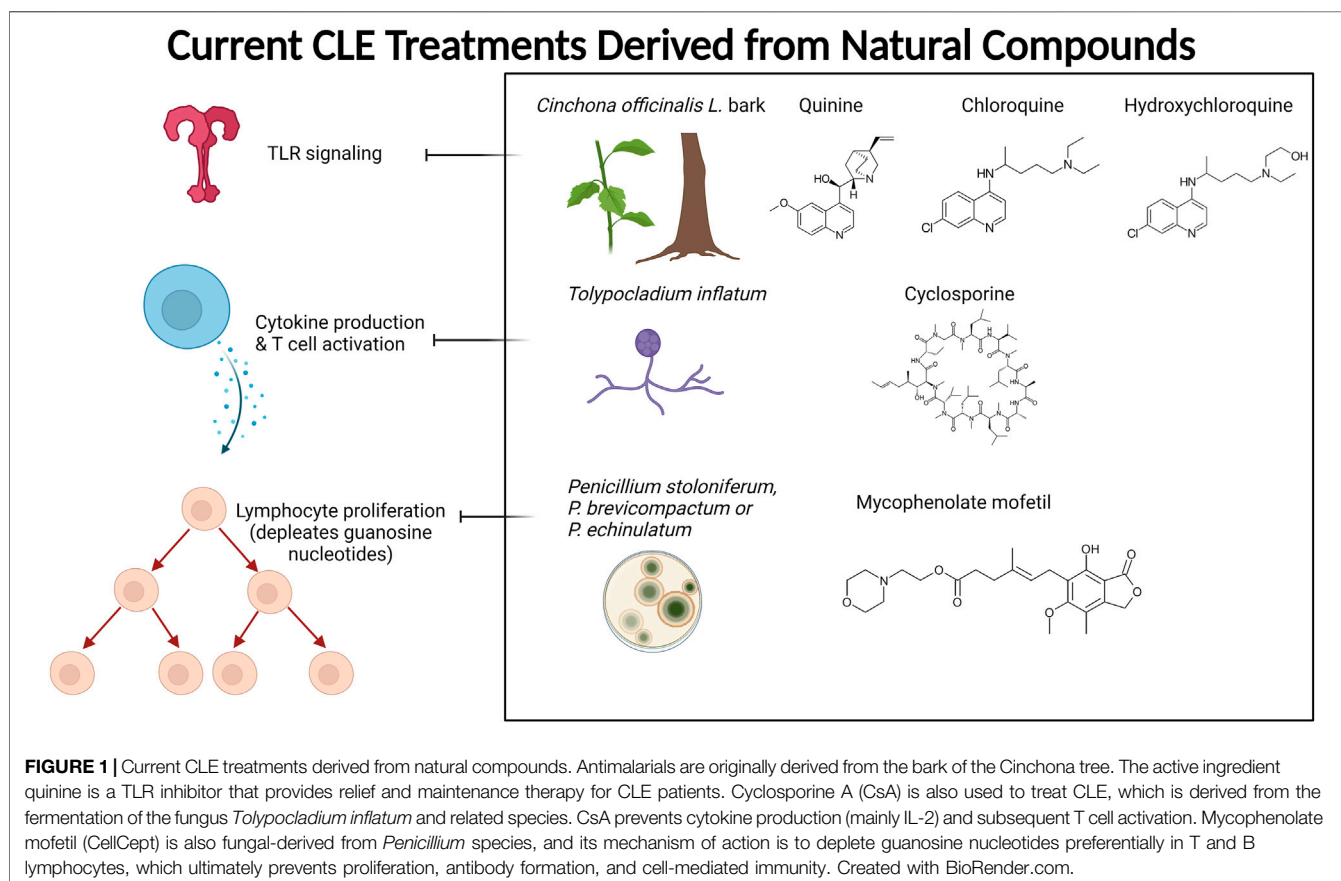 Current CLE Treatments Derived from Natural Compounds
TLR signaling
Cinchona officinalis L. bark
Quinine
Chloroquine
Hydroxychloroquine
HO
N
H
O
N
HN
N
Cl
N
HN
N
OH
Cl
N
Cytokine production
& T cell activation
Tolypocladium inflatum
Cyclosporine
Lymphocyte proliferation
(depleates guanosine
nucleotides)
Penicillium stoloniferum,
P. brevicompactum or
P. echinulatum
Mycophenolate mofetil
N
O
O
O
OH
O
O
O
FIGURE 1 | Current CLE treatments derived from natural compounds. Antimalarials are originally derived from the bark of the Cinchona tree. The active ingredient
quinine is a TLR inhibitor that provides relief and maintenance therapy for CLE patients. Cyclosporine A (CsA) is also used to treat CLE, which is derived from the
fermentation of the fungus Tolypocladium inflatum and related species. CsA prevents cytokine production (mainly IL-2) and subsequent T cell activation. Mycophenolate
mofetil (CellCept) is also fungal-derived from Penicillium species, and its mechanism of action is to deplete guanosine nucleotides preferentially in T and B
lymphocytes, which ultimately prevents proliferation, antibody formation, and cell-mediated immunity. Created with BioRender.com.